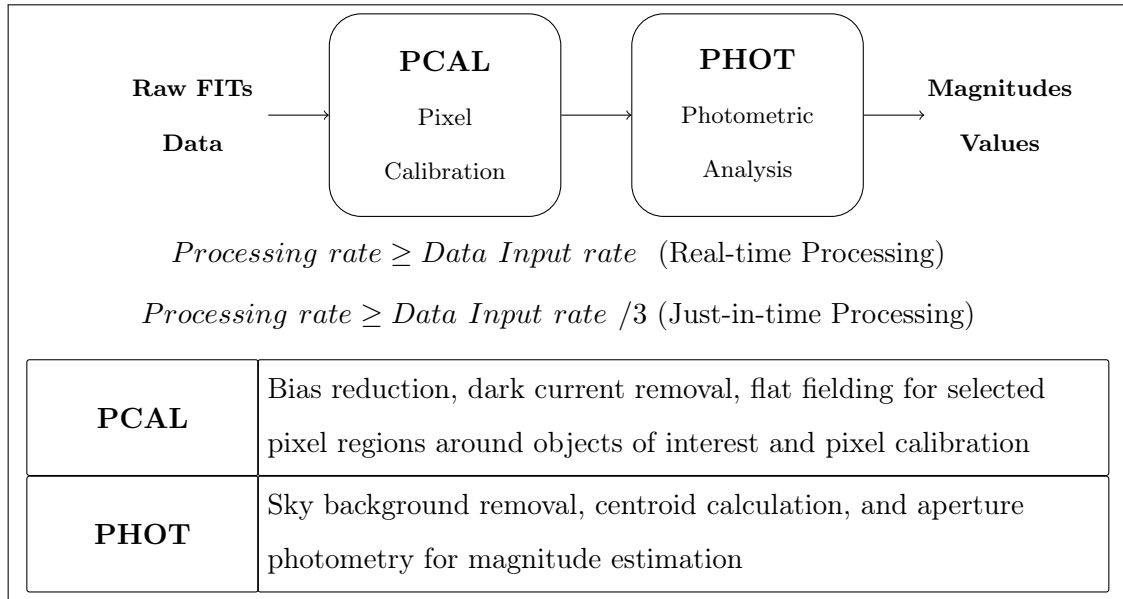 Raw FITs
Data
PCAL
Pixel
Calibration
PHOT
Photometric
Analysis
Magnitudes
Values
Processing rate ≥ Data Input rate (Real-time Processing)
Processing rate ≥ Data Input rate /3 (Just-in-time Processing)
PCAL
Bias reduction, dark current removal, flat fielding for selected
pixel regions around objects of interest and pixel calibration
PHOT
Sky background removal, centroid calculation, and aperture
photometry for magnitude estimation